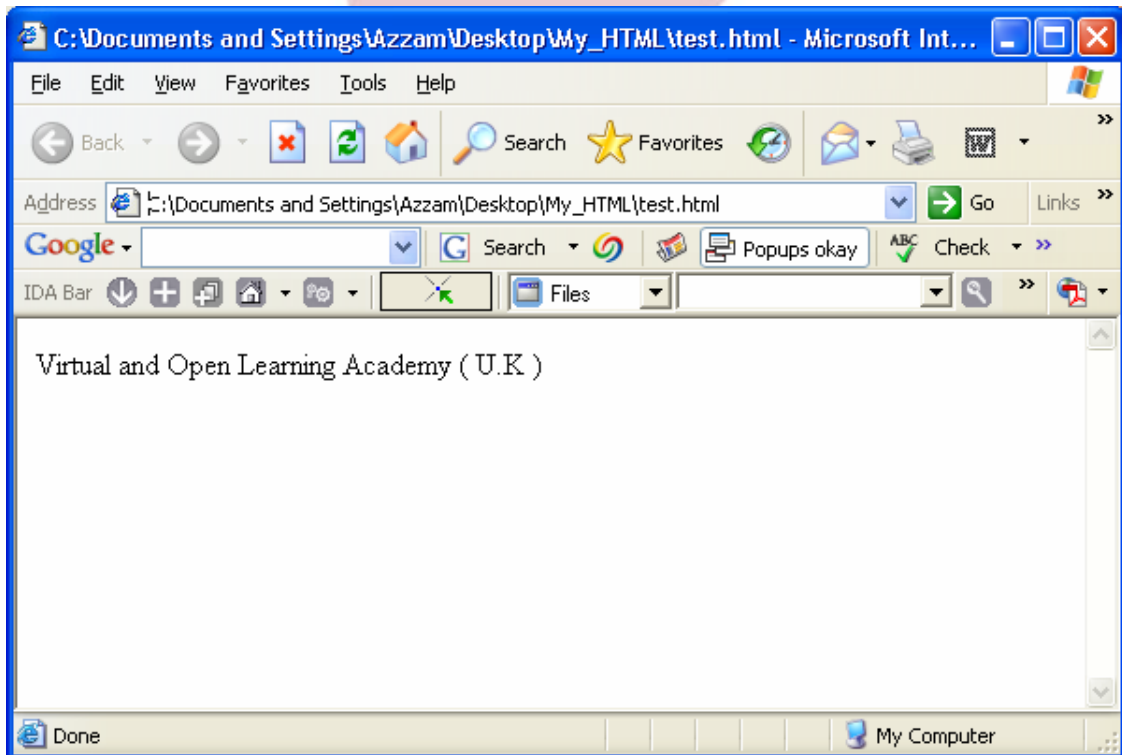 C:\Documents and Settings\Azzam\Desktop\My_HTML\test.html - Microsoft Int...
File Edit View Favorites Tools Help
Back Search Favorites W »
Address C:\Documents and Settings\Azzam\Desktop\My_HTML\test.html Go Links »
Google G Search Popups okay ABC Check »
IDA Bar Files »
Virtual and Open Learning Academy ( U.K )
Done My Computer